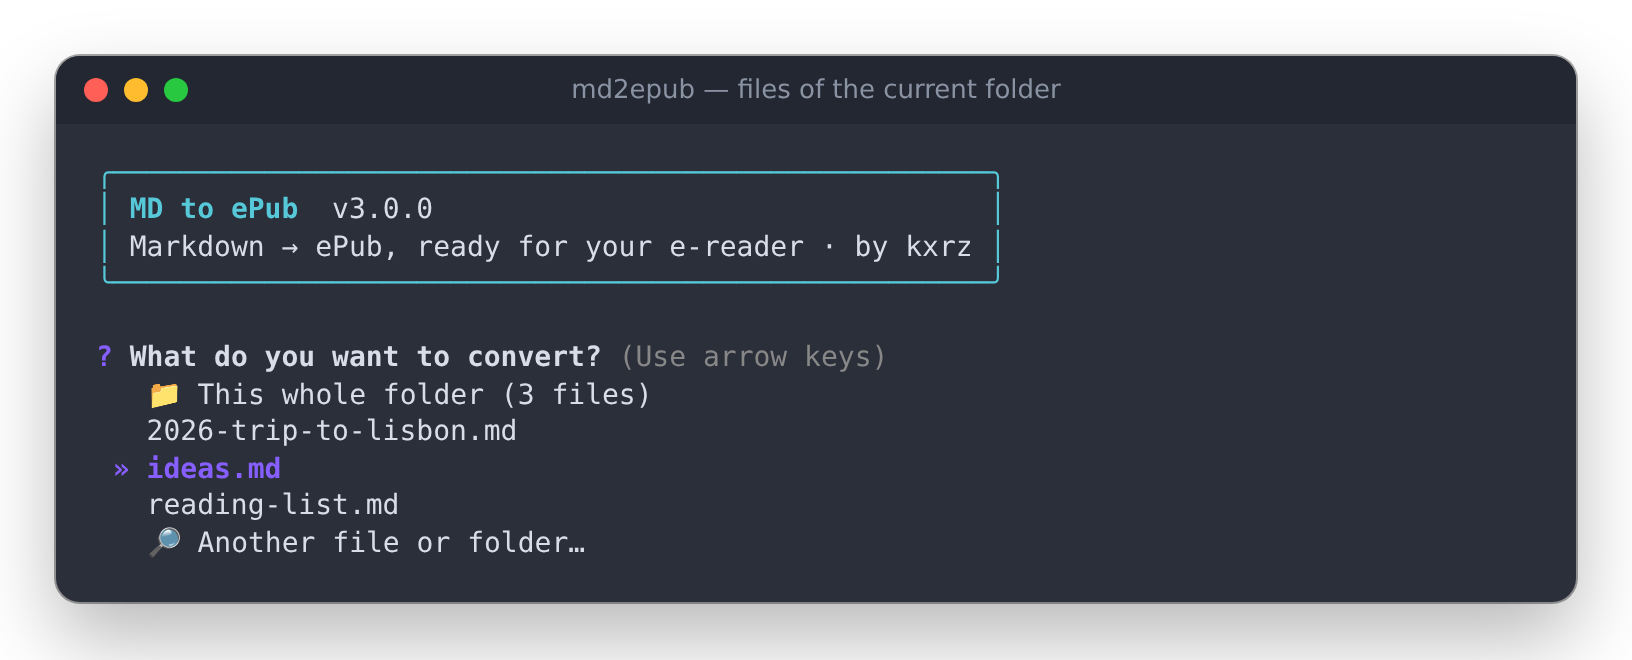 md2epub — files of the current folder
MD to ePub v3.0.0
Markdown → ePub, ready for your e-reader · by kxrz
? What do you want to convert? (Use arrow keys)
📁 This whole folder (3 files)
2026-trip-to-lisbon.md
» ideas.md
reading-list.md
🔎 Another file or folder…